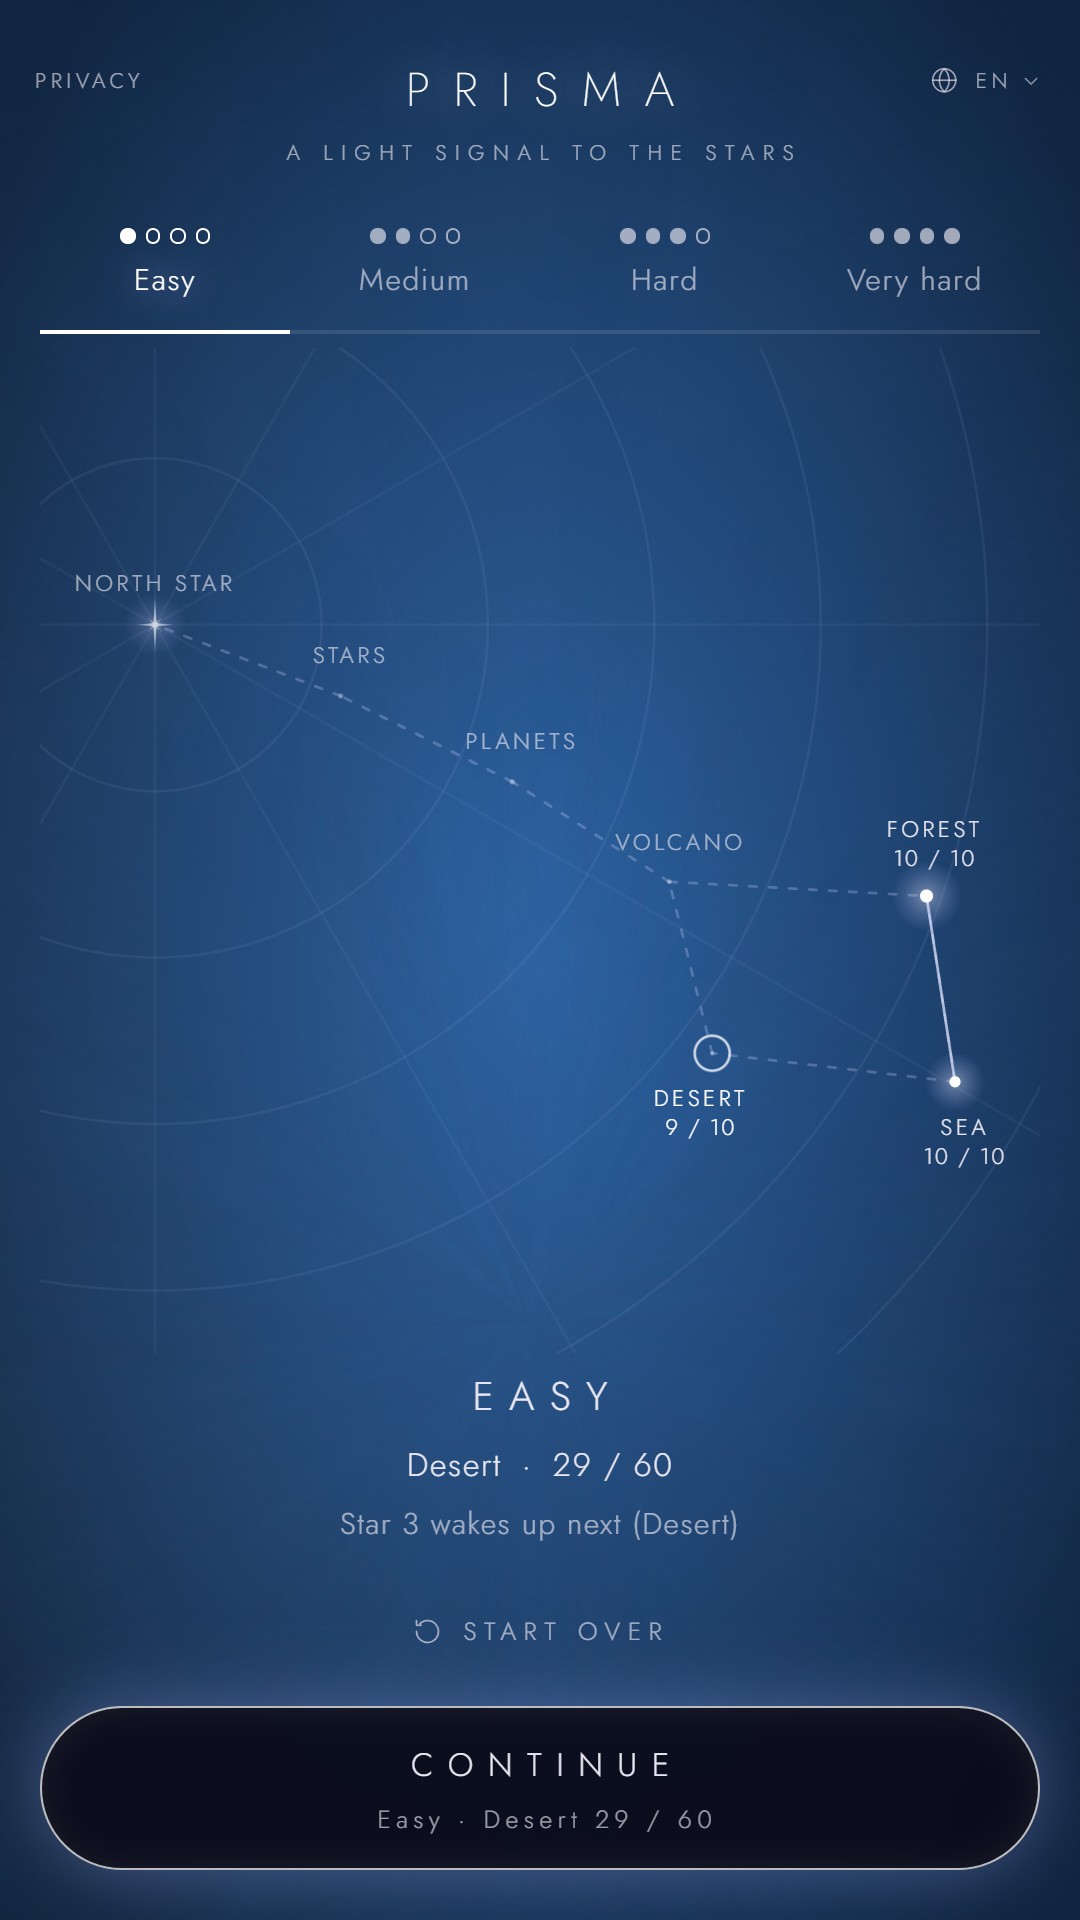 PRIVACY
PRISMA
EN
A LIGHT SIGNAL TO THE STARS
Easy
Medium
Hard
Very hard
NORTH STAR
STARS
PLANETS
VOLCANO
FOREST
10 / 10
DESERT
9 / 10
SEA
10 / 10
EASY
Desert · 29 / 60
Star 3 wakes up next (Desert)
START OVER
CONTINUE
Easy · Desert 29 / 60